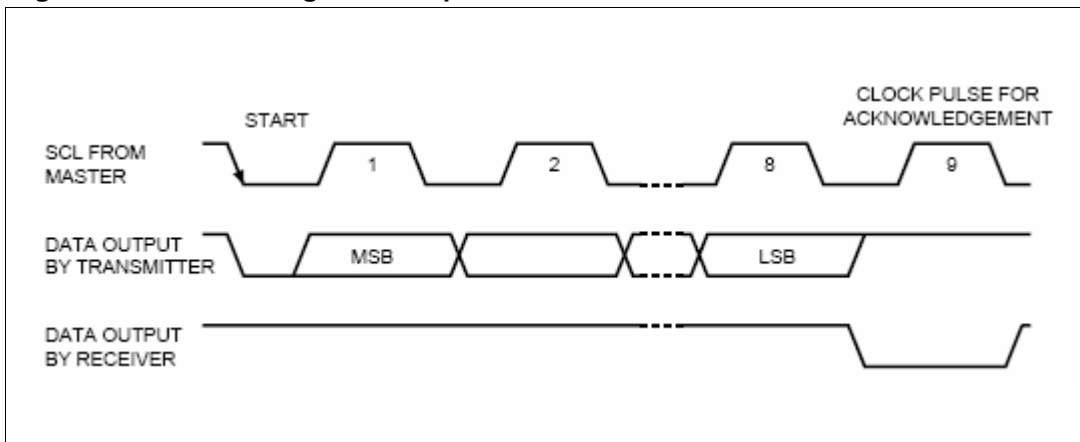 CLOCK PULSE FOR
ACKNOWLEDGEMENT
START
SCL FROM
MASTER
1
2
8
9
DATA OUTPUT
BY TRANSMITTER
MSB
LSB
DATA OUTPUT
BY RECEIVER